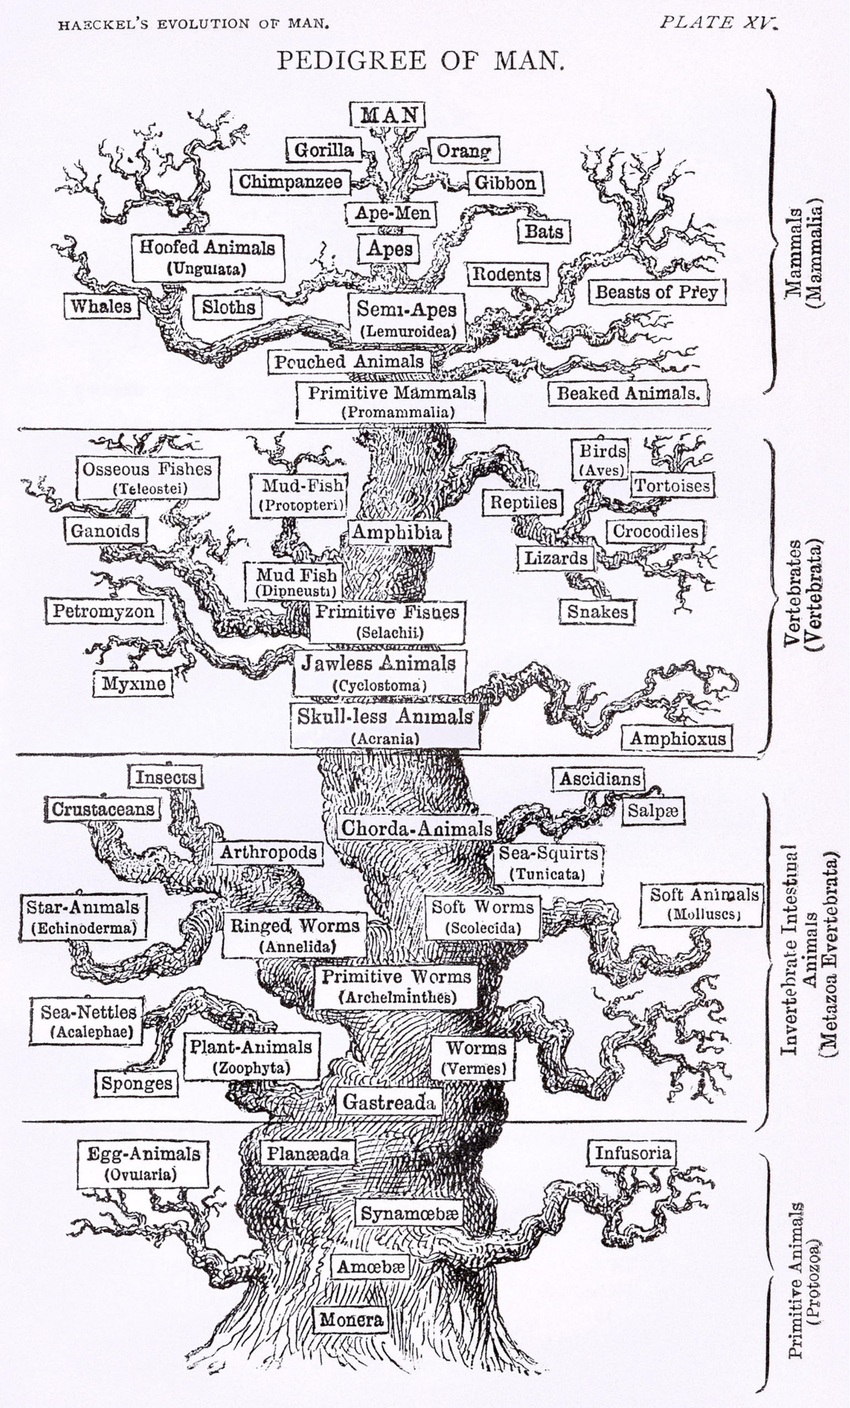 HAECKEL'S EVOLUTION OF MAN.
PLATE XV.
PEDIGREE OF MAN.
MAN
Gorilla
Orang
Chimpanzee
Gibbon
Ape-Men
Bats
Hoofed Animals
(Ungulata)
Apes
Rodents
Beasts of Prey
Whales
Sloths
Semi-Apes
(Lemuroidea)
Pouched Animals
Primitive Mammals
(Promammalia)
Beaked Animals.
Mammals
(Mammalia)
Osseous Fishes
(Teleostei)
Mud-Fish
(Protopteri)
Birds
(Aves)
Tortoises
Reptiles
Ganoids
Amphibia
Crocodiles
Lizards
Mud Fish
(Dipneusti)
Petromyzon
Primitive Fishes
(Selachii)
Snakes
Jawless Animals
(Cyclostoma)
Myxine
Skull-less Animals
(Acrania)
Amphioxus
Vertebrates
(Vertebrata)
Insects
Ascidians
Crustaceans
Salpæ
Chorda-Animals
Arthropods
Sea-Squirts
(Tunicata)
Star-Animals
(Echinoderma)
Ringed Worms
(Annelida)
Soft Worms
(Scolecida)
Soft Animals
(Molluscs)
Primitive Worms
(Archelminthes)
Sea-Nettles
(Acalephae)
Plant-Animals
(Zoophyta)
Worms
(Vermes)
Sponges
Gastreada
Invertebrate Intestinal
Animals
(Metazoa Evertebrata)
Egg-Animals
(Ovularia)
Planæada
Infusoria
Synamœbæ
Amœbæ
Monera
Primitive Animals
(Protozoa)